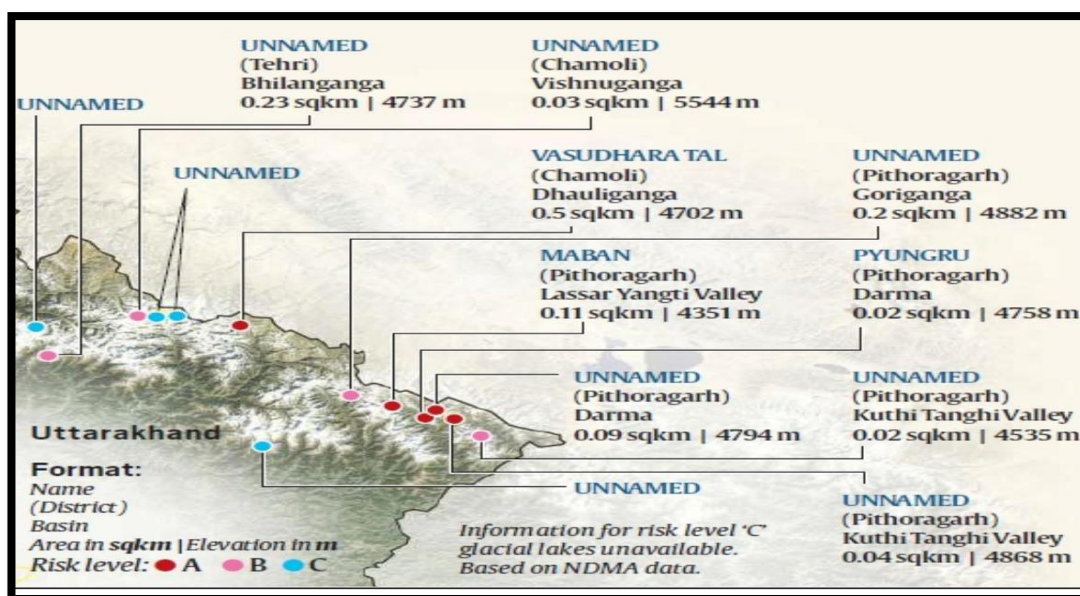 UNNAMED
(Tehri)
Bhilanganga
0.23 sqkm | 4737 m
UNNAMED
(Chamoli)
Vishnuganga
0.03 sqkm | 5544 m
UNNAMED
UNNAMED
VASUDHARA TAL
(Chamoli)
Dhauliganga
0.5 sqkm | 4702 m
UNNAMED
(Pithoragarh)
Goriganga
0.2 sqkm | 4882 m
MABAN
(Pithoragarh)
Lassar Yangti Valley
0.11 sqkm | 4351 m
PYUNGRU
(Pithoragarh)
Darma
0.02 sqkm | 4758 m
UNNAMED
(Pithoragarh)
Darma
0.09 sqkm | 4794 m
UNNAMED
(Pithoragarh)
Kuthi Tanghi Valley
0.02 sqkm | 4535 m
UNNAMED
UNNAMED
(Pithoragarh)
Kuthi Tanghi Valley
0.04 sqkm | 4868 m
Uttarakhand
Format:
Name
(District)
Basin
Area in sqkm | Elevation in m
Risk level: A B C
Information for risk level ‘C’
glacial lakes unavailable.
Based on NDMA data.